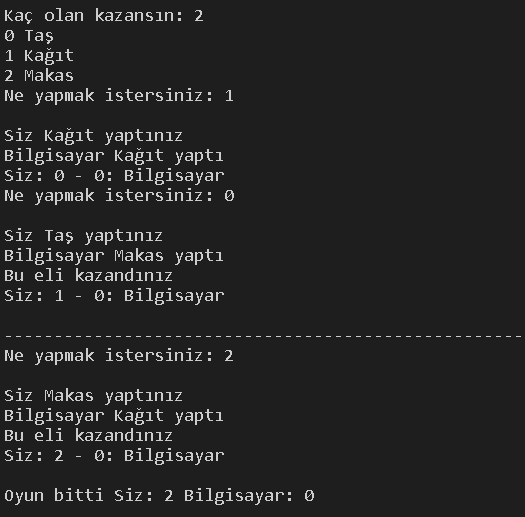 Kaç olan kazansın: 2
0 Taş
1 Kağıt
2 Makas
Ne yapmak istersiniz: 1
Siz Kağıt yaptınız
Bilgisayar Kağıt yaptı
Siz: 0 - 0: Bilgisayar
Ne yapmak istersiniz: 0
Siz Taş yaptınız
Bilgisayar Makas yaptı
Bu eli kazandınız
Siz: 1 - 0: Bilgisayar
----------------------------------------------------
Ne yapmak istersiniz: 2
Siz Makas yaptınız
Bilgisayar Kağıt yaptı
Bu eli kazandınız
Siz: 2 - 0: Bilgisayar
Oyun bitti Siz: 2 Bilgisayar: 0